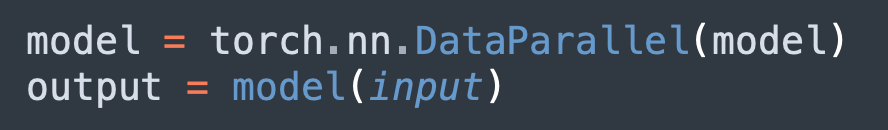 model = torch.nn.DataParallel(model)
output = model(input)